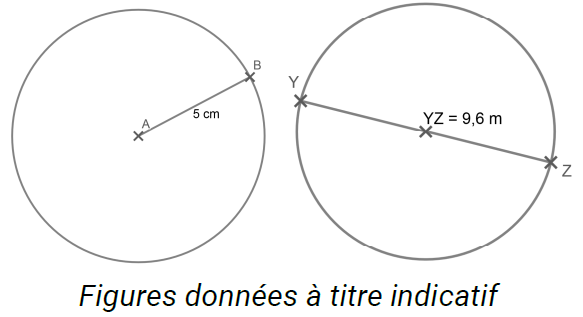 B
A
5 cm
Y
YZ = 9,6 m
Z
Figures données à titre indicatif